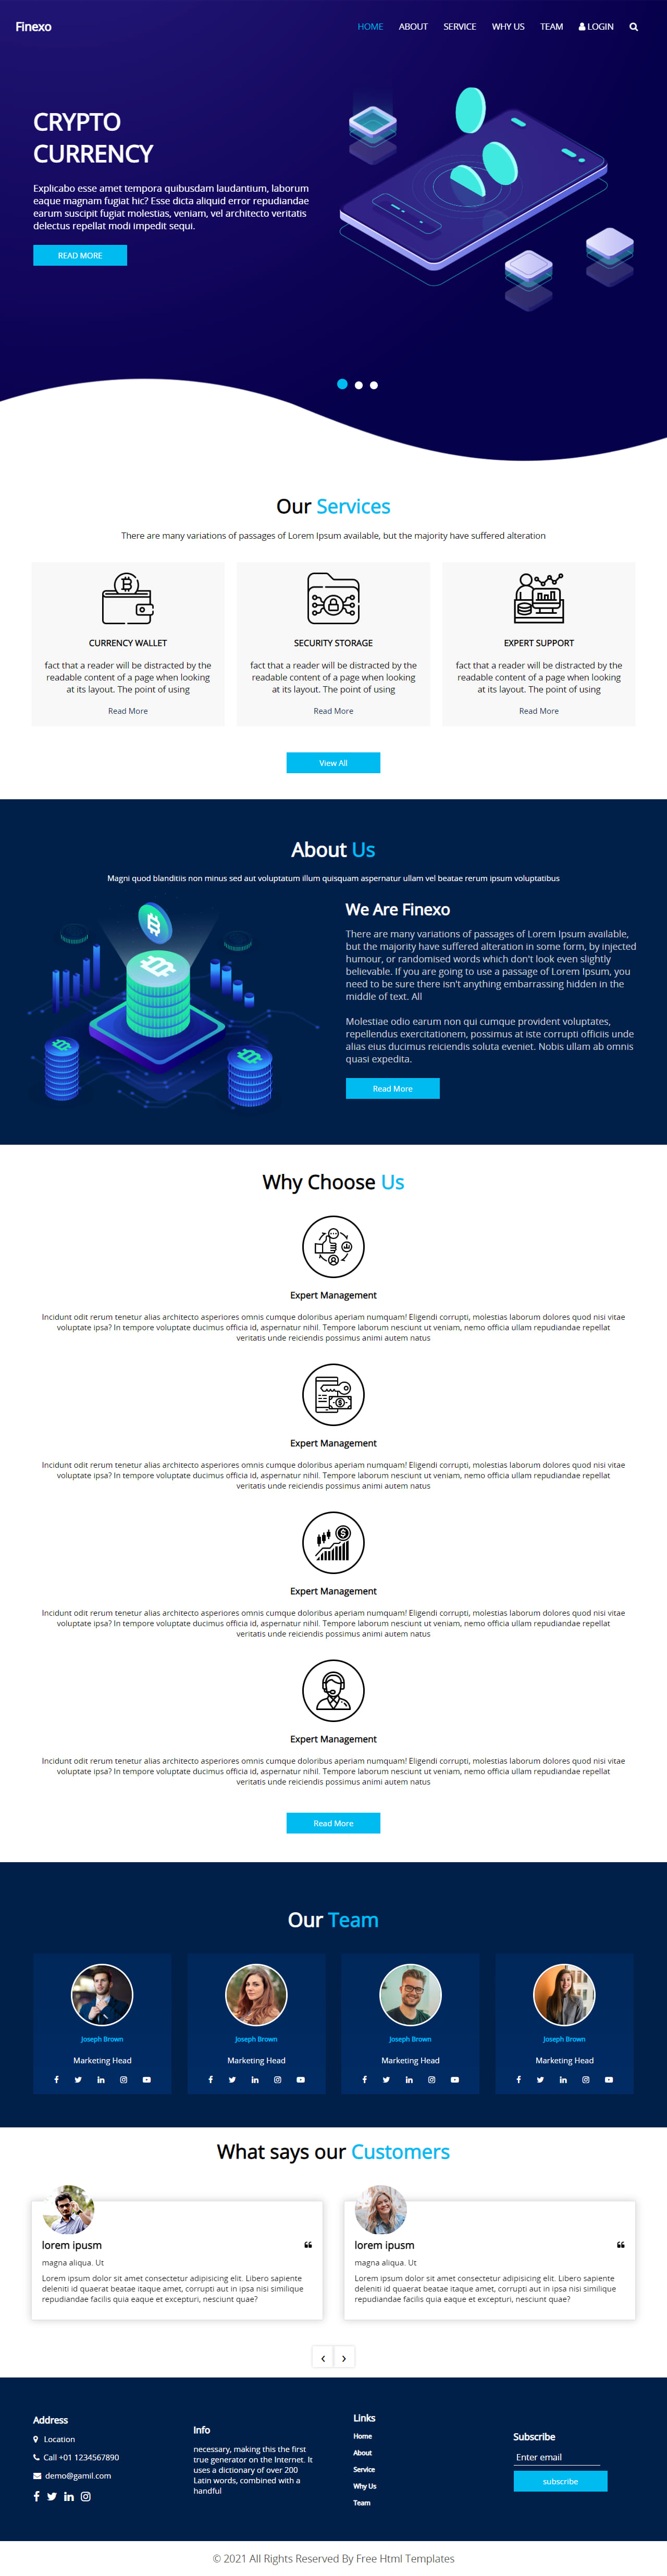 Finexo
HOME ABOUT SERVICE WHY US TEAM LOGIN
CRYPTO
CURRENCY
Explicabo esse amet tempora quibusdam laudantium, laborum
eaque magnam fugiat hic? Esse dicta aliquid error repudiandae
earum suscipit fugiat molestias, veniam, vel architecto veritatis
delectus repellat modi impedit sequi.
READ MORE
Our Services
There are many variations of passages of Lorem Ipsum available, but the majority have suffered alteration
CURRENCY WALLET
fact that a reader will be distracted by the
readable content of a page when looking
at its layout. The point of using
Read More
SECURITY STORAGE
fact that a reader will be distracted by the
readable content of a page when looking
at its layout. The point of using
Read More
EXPERT SUPPORT
fact that a reader will be distracted by the
readable content of a page when looking
at its layout. The point of using
Read More
View All
About Us
Magni quod blanditiis non minus sed aut voluptatum illum quisquam aspernatur ullam vel beatae rerum ipsum voluptatibus
We Are Finexo
There are many variations of passages of Lorem Ipsum available,
but the majority have suffered alteration in some form, by injected
humour, or randomised words which don't look even slightly
believable. If you are going to use a passage of Lorem Ipsum, you
need to be sure there isn't anything embarrassing hidden in the
middle of text. All
Molestiae odio earum non qui cumque provident voluptates,
repellendus exercitationem, possimus at iste corrupti officiis unde
alias eius ducimus reiciendis soluta eveniet. Nobis ullam ab omnis
quasi expedita.
Read More
Why Choose Us
Expert Management
Incidunt odit rerum tenetur alias architecto asperiores omnis cumque doloribus aperiam numquam! Eligendi corrupti, molestias laborum dolores quod nisi vitae
voluptate ipsa? In tempore voluptate ducimus officia id, aspernatur nihil. Tempore laborum nesciunt ut veniam, nemo officia ullam repudiandae repellat
veritatis unde reiciendis possimus animi autem natus
Expert Management
Incidunt odit rerum tenetur alias architecto asperiores omnis cumque doloribus aperiam numquam! Eligendi corrupti, molestias laborum dolores quod nisi vitae
voluptate ipsa? In tempore voluptate ducimus officia id, aspernatur nihil. Tempore laborum nesciunt ut veniam, nemo officia ullam repudiandae repellat
veritatis unde reiciendis possimus animi autem natus
Expert Management
Incidunt odit rerum tenetur alias architecto asperiores omnis cumque doloribus aperiam numquam! Eligendi corrupti, molestias laborum dolores quod nisi vitae
voluptate ipsa? In tempore voluptate ducimus officia id, aspernatur nihil. Tempore laborum nesciunt ut veniam, nemo officia ullam repudiandae repellat
veritatis unde reiciendis possimus animi autem natus
Expert Management
Incidunt odit rerum tenetur alias architecto asperiores omnis cumque doloribus aperiam numquam! Eligendi corrupti, molestias laborum dolores quod nisi vitae
voluptate ipsa? In tempore voluptate ducimus officia id, aspernatur nihil. Tempore laborum nesciunt ut veniam, nemo officia ullam repudiandae repellat
veritatis unde reiciendis possimus animi autem natus
Read More
Our Team
Joseph Brown
Marketing Head
Joseph Brown
Marketing Head
Joseph Brown
Marketing Head
Joseph Brown
Marketing Head
What says our Customers
lorem ipusm
magna aliqua. Ut
Lorem ipsum dolor sit amet consectetur adipisicing elit. Libero sapiente
deleniti id quaerat beatae itaque amet, corrupti aut in ipsa nisi similique
repudiandae facilis quia eaque et excepturi, nesciunt quae?
lorem ipusm
magna aliqua. Ut
Lorem ipsum dolor sit amet consectetur adipisicing elit. Libero sapiente
deleniti id quaerat beatae itaque amet, corrupti aut in ipsa nisi similique
repudiandae facilis quia eaque et excepturi, nesciunt quae?
Address
Location
Call +01 1234567890
demo@gamil.com
Info
necessary, making this the first
true generator on the Internet. It
uses a dictionary of over 200
Latin words, combined with a
handful
Links
Home
About
Service
Why Us
Team
Subscribe
Enter email
subscribe
© 2021 All Rights Reserved By Free Html Templates